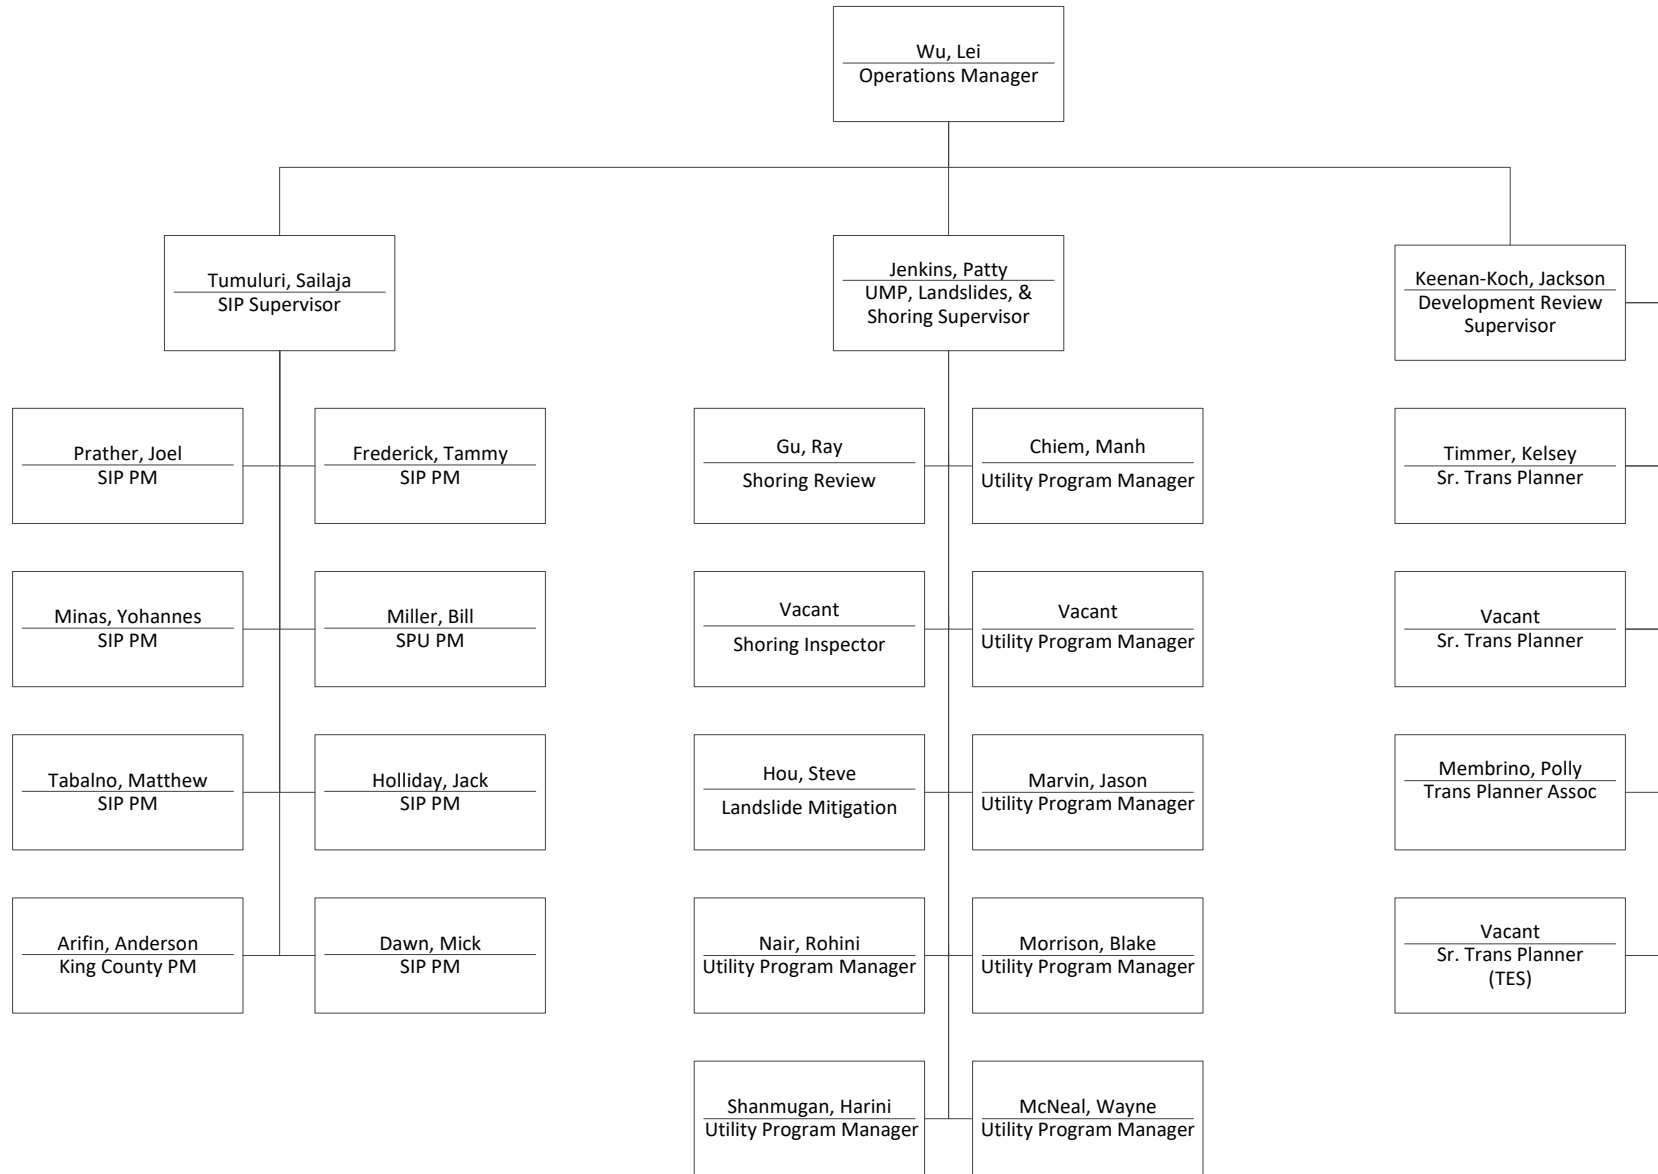 Wu, Lei
Operations Manager
Tumuluri, Sailaja
SIP Supervisor
Jenkins, Patty
UMP, Landslides, &
Shoring Supervisor
Keenan-Koch, Jackson
Development Review
Supervisor
Prather, Joel
SIP PM
Frederick, Tammy
SIP PM
Gu, Ray
Shoring Review
Chiem, Manh
Utility Program Manager
Timmer, Kelsey
Sr. Trans Planner
Minas, Yohannes
SIP PM
Miller, Bill
SPU PM
Vacant
Shoring Inspector
Vacant
Utility Program Manager
Vacant
Sr. Trans Planner
Tabalno, Matthew
SIP PM
Holliday, Jack
SIP PM
Hou, Steve
Landslide Mitigation
Marvin, Jason
Utility Program Manager
Membrino, Polly
Trans Planner Assoc
Arifin, Anderson
King County PM
Dawn, Mick
SIP PM
Nair, Rohini
Utility Program Manager
Morrison, Blake
Utility Program Manager
Vacant
Sr. Trans Planner
(TES)
Shanmugan, Harini
Utility Program Manager
McNeal, Wayne
Utility Program Manager